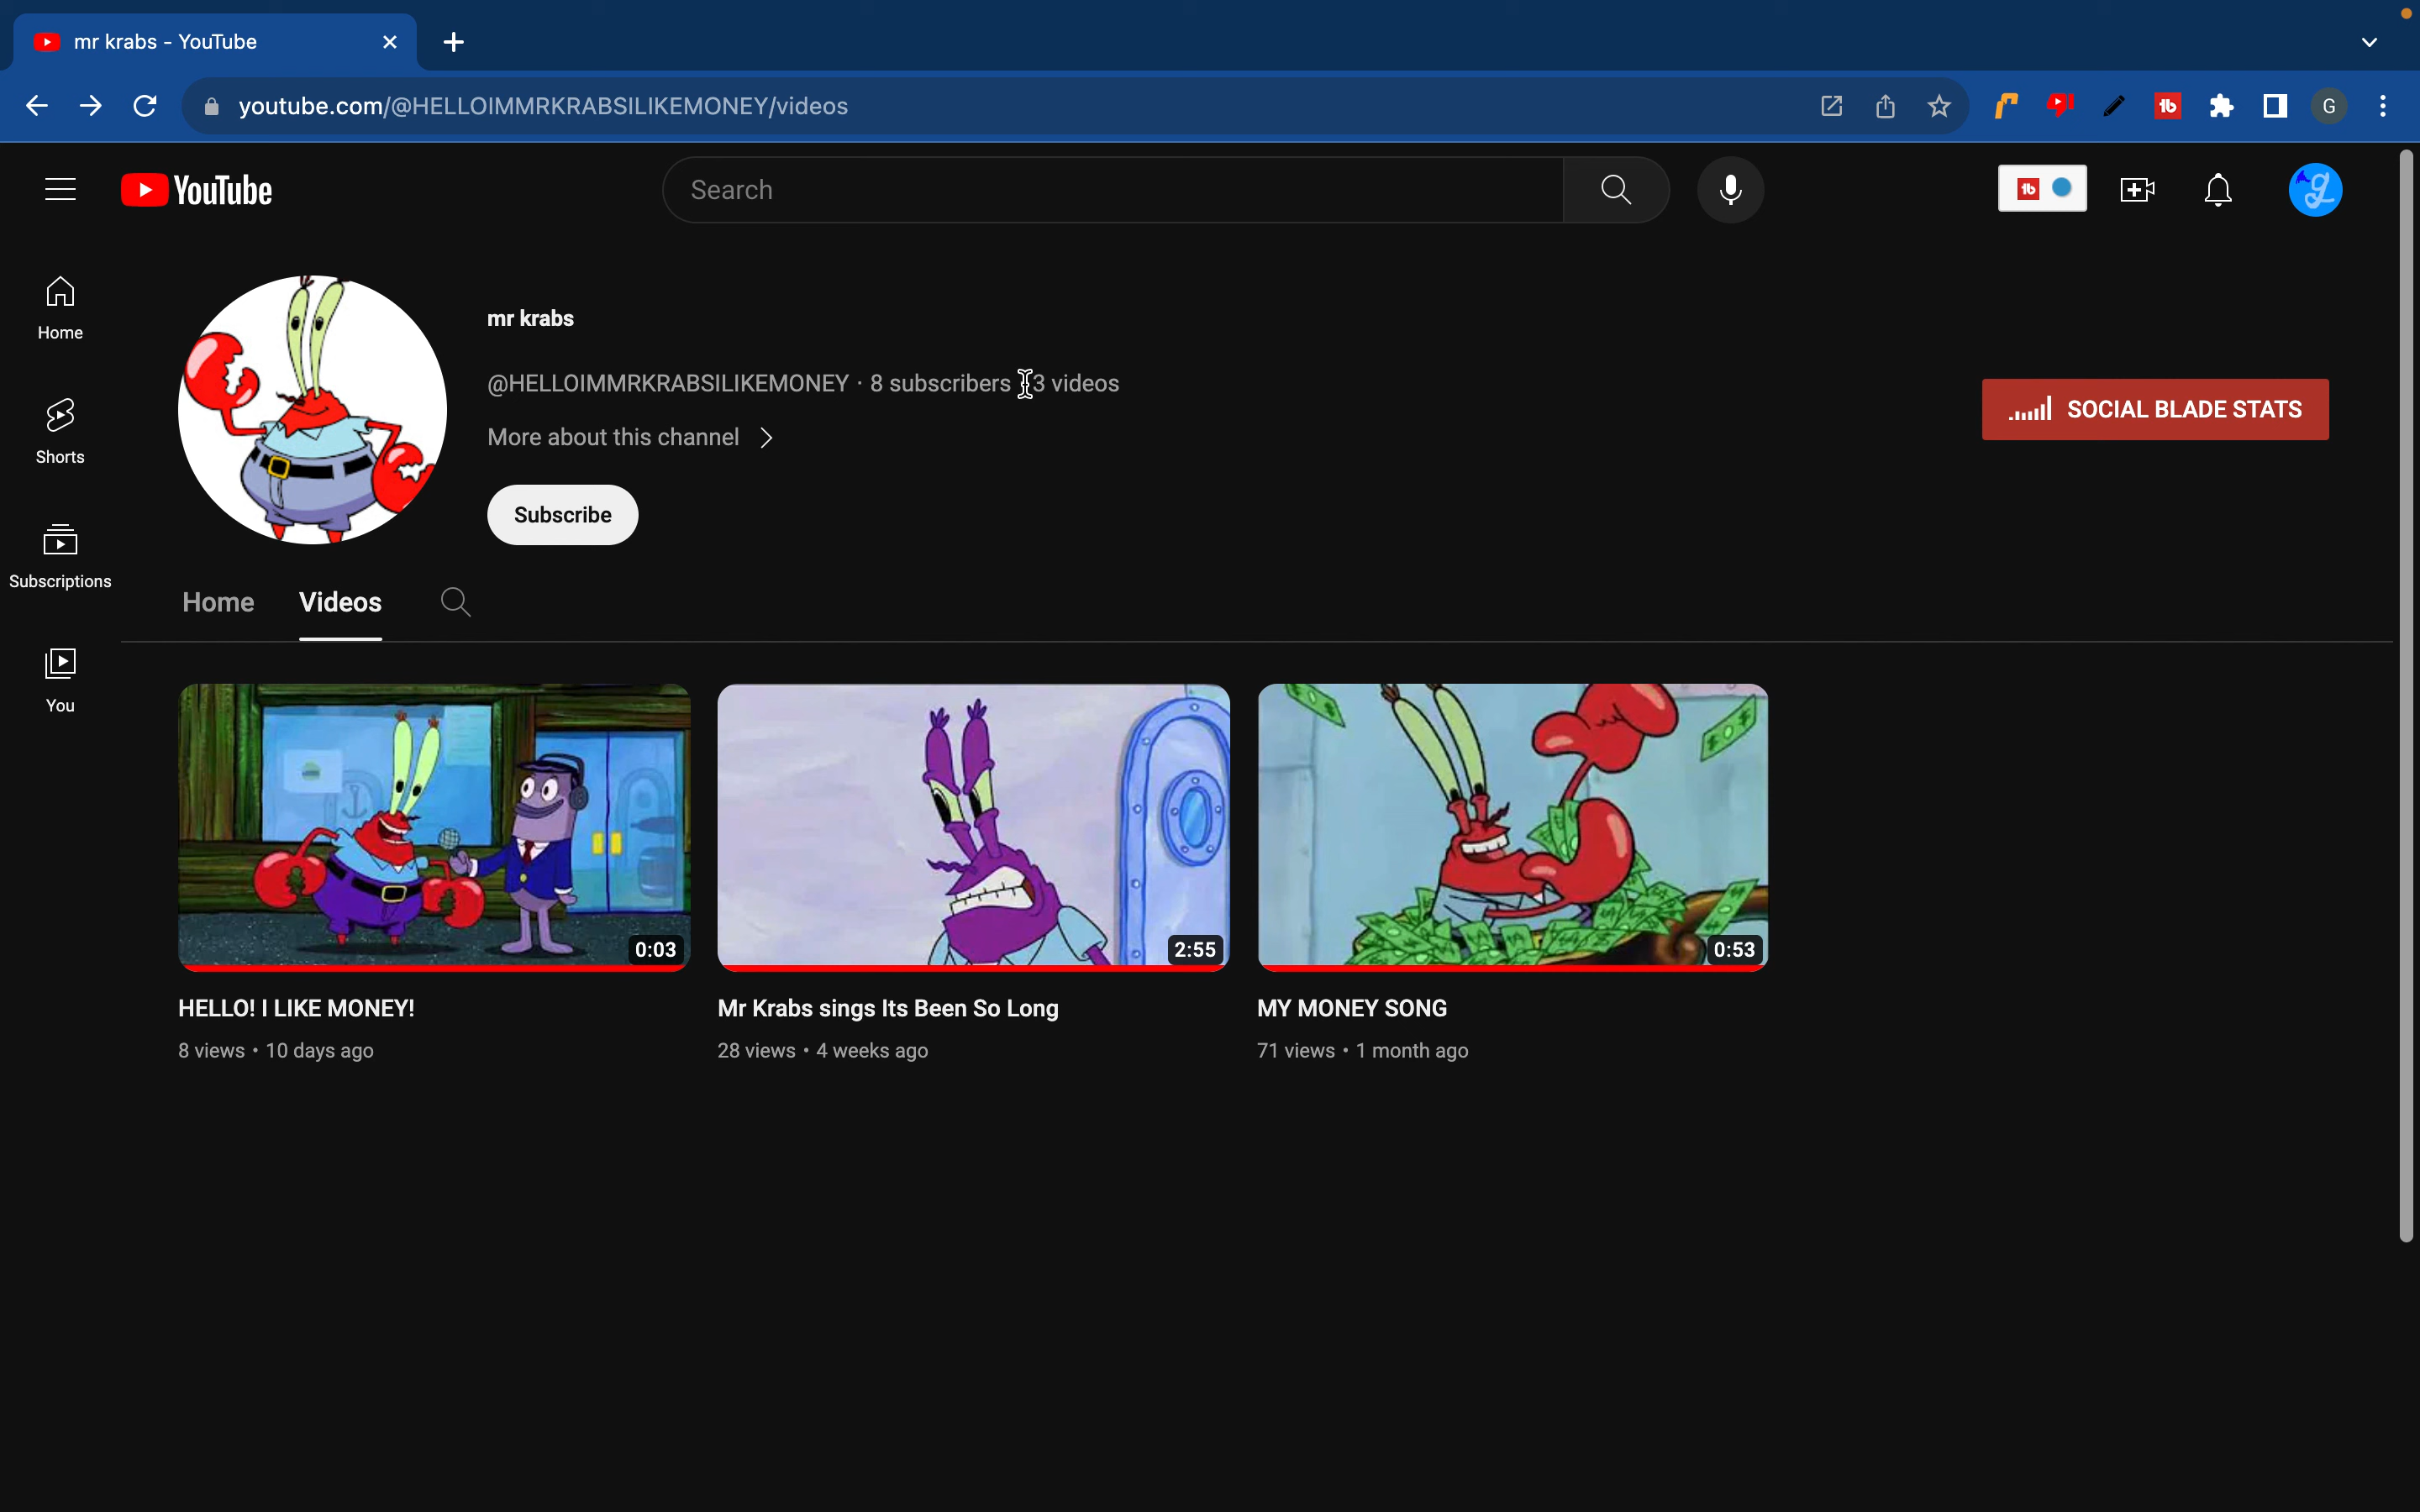 mr krabs - YouTube
youtube.com/@HELLOIMMRKRABSILIKEMONEY/videos
G
YouTube
Search
Home
Shorts
Subscriptions
You
mr krabs
@HELLOIMMRKRABSILIKEMONEY · 8 subscribers 3 videos
More about this channel
Subscribe
SOCIAL BLADE STATS
Home Videos
0:03
2:55
0:53
HELLO! I LIKE MONEY!
8 views • 10 days ago
Mr Krabs sings Its Been So Long
28 views • 4 weeks ago
MY MONEY SONG
71 views • 1 month ago